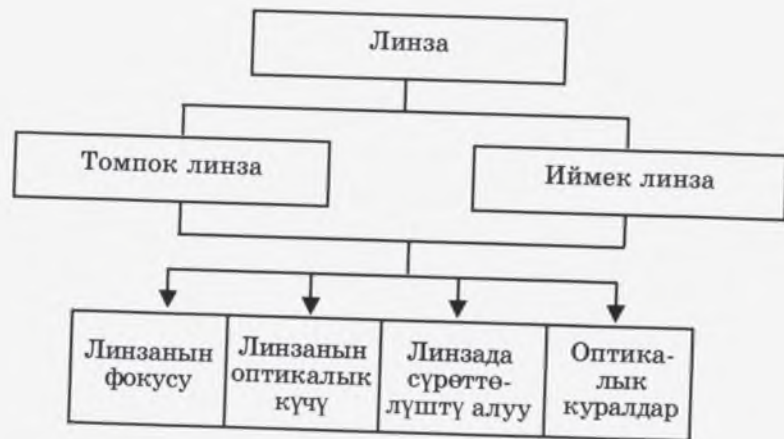 Линза
Томпок линза
Иймек линза
Линзанын
фокусу
Линзанын
оптикалык
күчү
Линзада
сүрөттө-
лүштү алуу
Оптика-
лык
куралдар